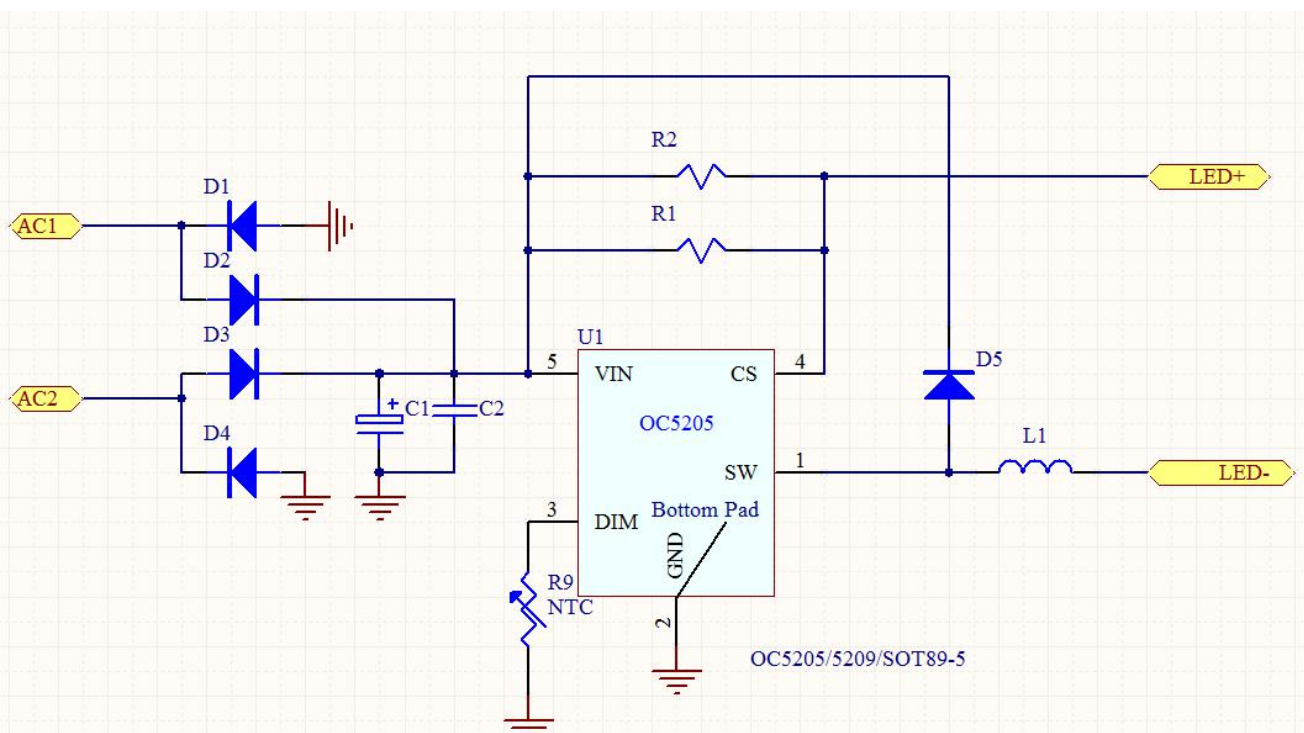 R2
LED+
R1
D1
AC1
D2
D3
U1
5
VIN
CS
4
D5
AC2
C1
C2
OC5205
D4
L1
SW
1
LED-
3
DIM
Bottom Pad
GND
R9
NTC
2
OC5205/5209/SOT89-5